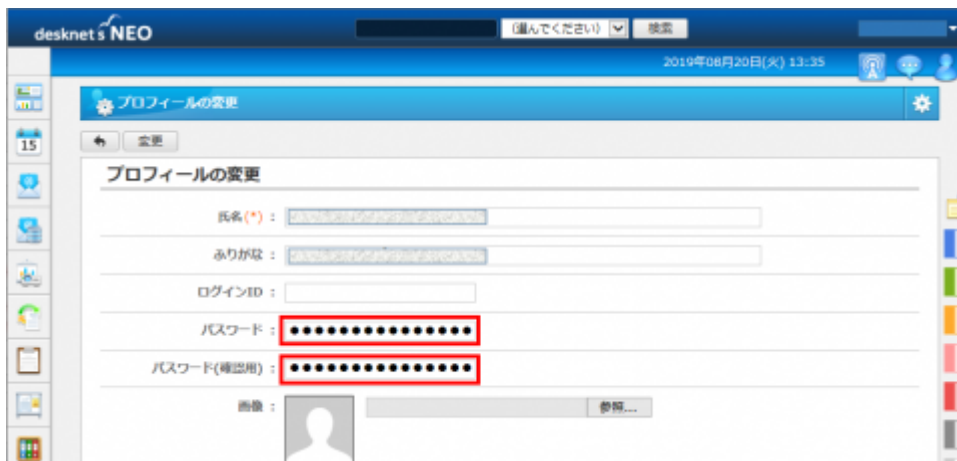 desknet's NEO
(選んでください) 検索
2019年08月20日(火) 13:35
プロフィールの変更
15
変更
プロフィールの変更
氏名(*) :
ふりがな :
ログインID :
パスワード : ●●●●●●●●●●●●●●●
パスワード(確認用) : ●●●●●●●●●●●●●●●
画像 : 参照...